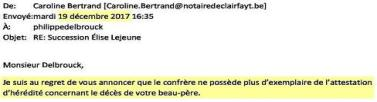 De: Caroline Bertrand [Caroline.Bertrand@notairedeclairfayt.be]
Envoyé: mardi 19 décembre 2017 16:35
À: philippedelbrouck
Objet: RE: Succession Élise Lejeune
Monsieur Delbrouck,
Je suis au regret de vous annoncer que le confrère ne possède plus d'exemplaire de l'attestation
d'hérédité concernant le décès de votre beau-père.